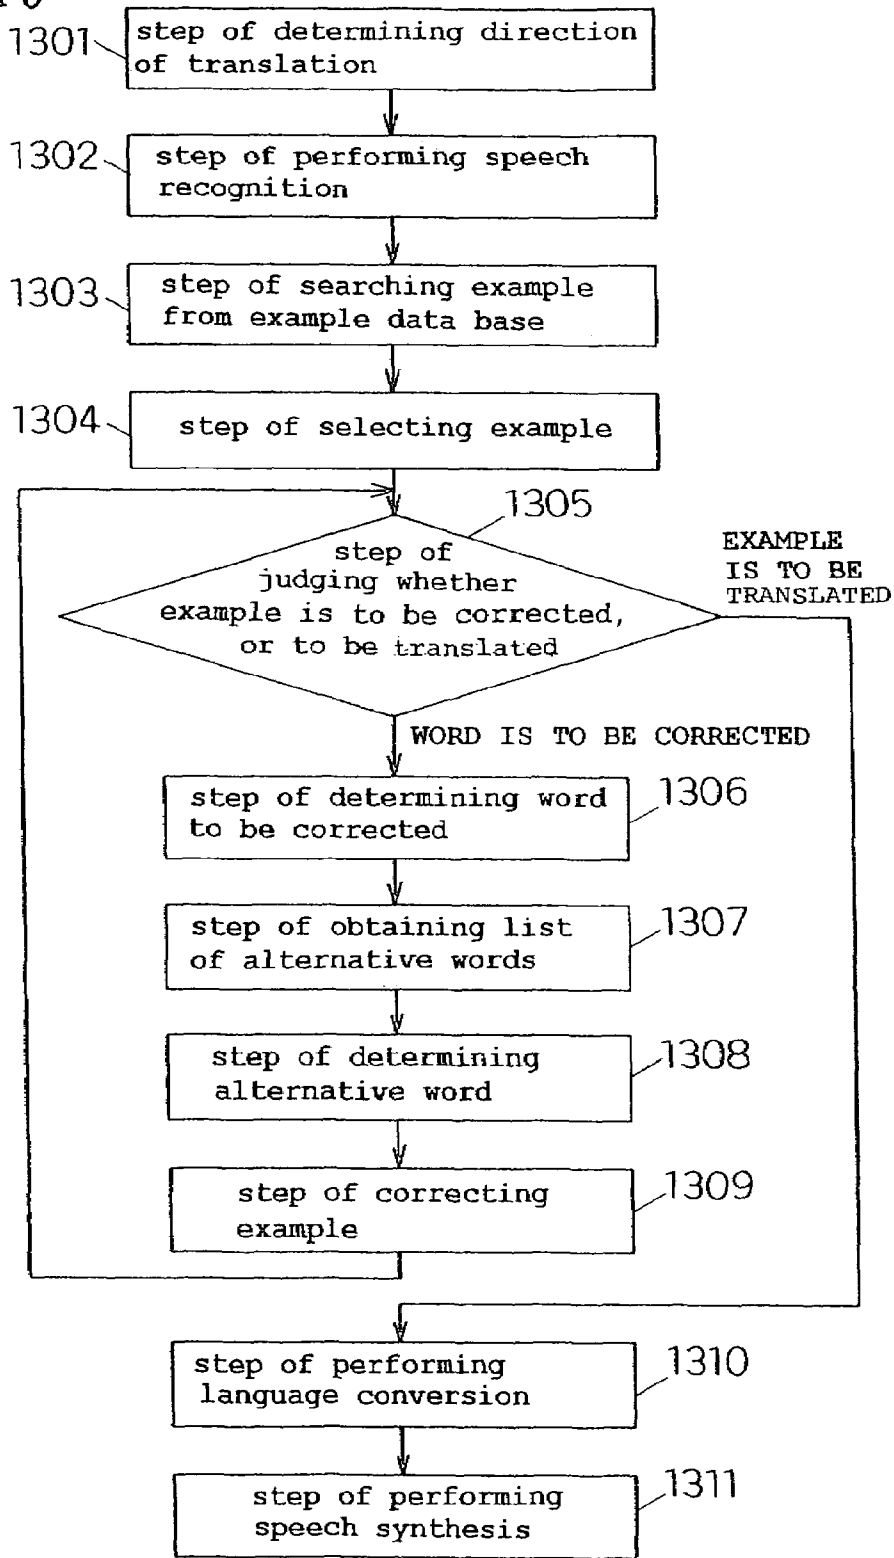 1301
step of determining direction
of translation
1302
step of performing speech
recognition
1303
step of searching example
from example data base
1304
step of selecting example
1305
step of
judging whether
example is to be corrected,
or to be translated
EXAMPLE
IS TO BE
TRANSLATED
WORD IS TO BE CORRECTED
step of determining word
to be corrected
1306
step of obtaining list
of alternative words
1307
step of determining
alternative word
1308
step of correcting
example
1309
step of performing
language conversion
1310
step of performing
speech synthesis
1311